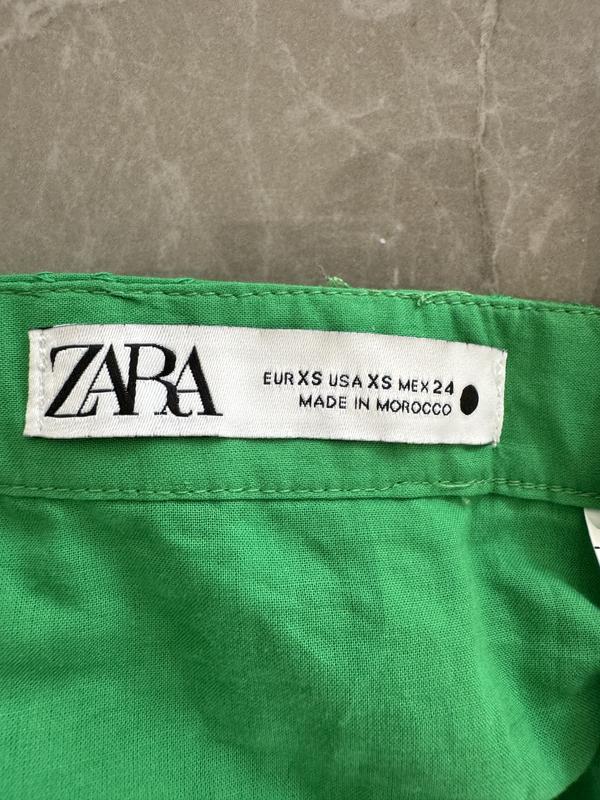 ZARA
EUR XS USA XS MEX 24
MADE IN MOROCCO